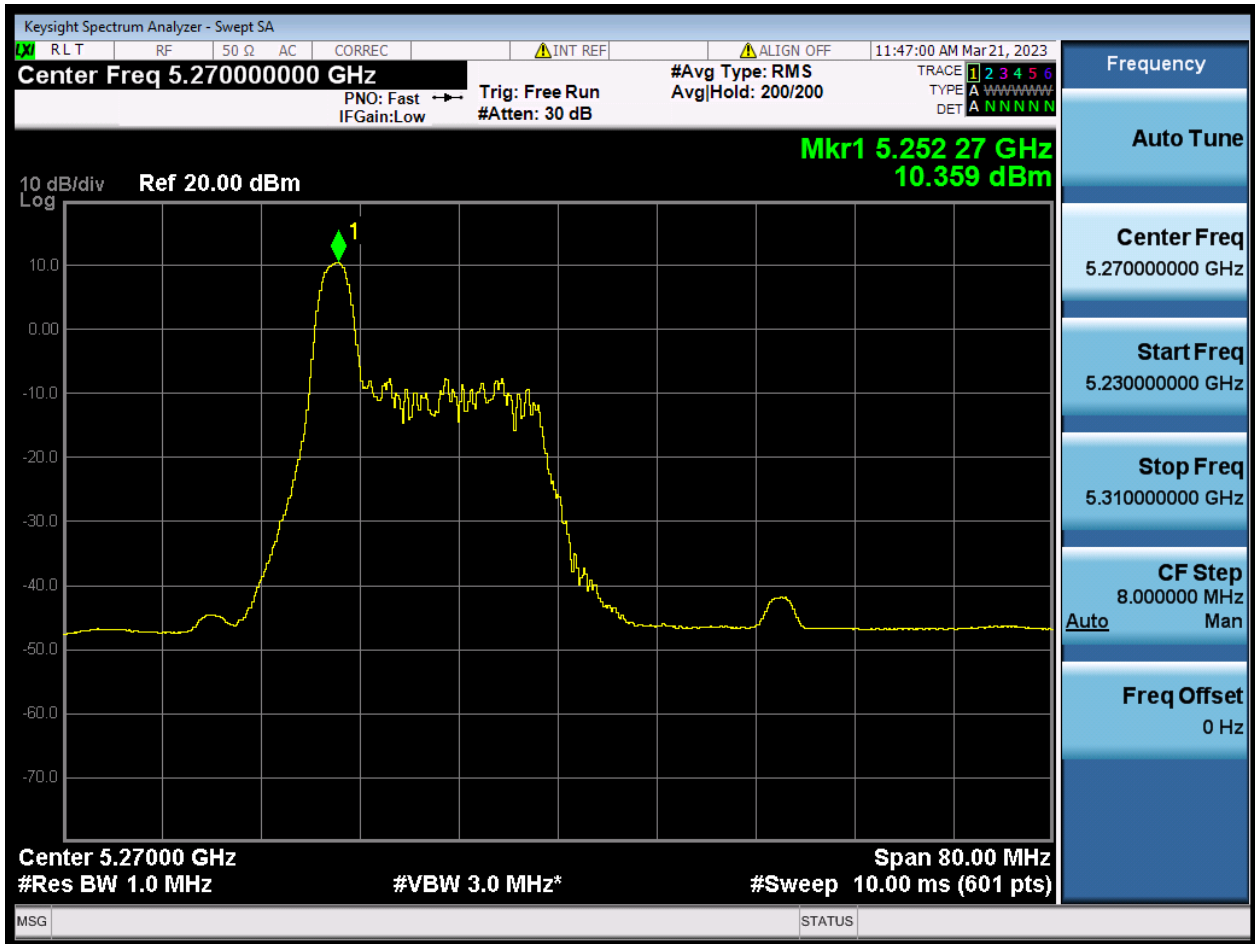 Keysight Spectrum Analyzer - Swept SA
LXI RLT RF 50 Ω AC CORREC INT REF ALIGN OFF 11:47:00 AM Mar 21, 2023
Center Freq 5.270000000 GHz
PNO: Fast
IFGain:Low
Trig: Free Run
#Atten: 30 dB
#Avg Type: RMS
Avg|Hold: 200/200
TRACE 1 2 3 4 5 6
TYPE A WWWWW
DET A N N N N N
Mkr1 5.252 27 GHz
10.359 dBm
10 dB/div Ref 20.00 dBm
Log
1
10.0
0.00
-10.0
-20.0
-30.0
-40.0
-50.0
-60.0
-70.0
Center 5.27000 GHz Span 80.00 MHz
#Res BW 1.0 MHz #VBW 3.0 MHz* #Sweep 10.00 ms (601 pts)
MSG STATUS
Frequency
Auto Tune
Center Freq
5.270000000 GHz
Start Freq
5.230000000 GHz
Stop Freq
5.310000000 GHz
CF Step
8.000000 MHz
Auto Man
Freq Offset
0 Hz